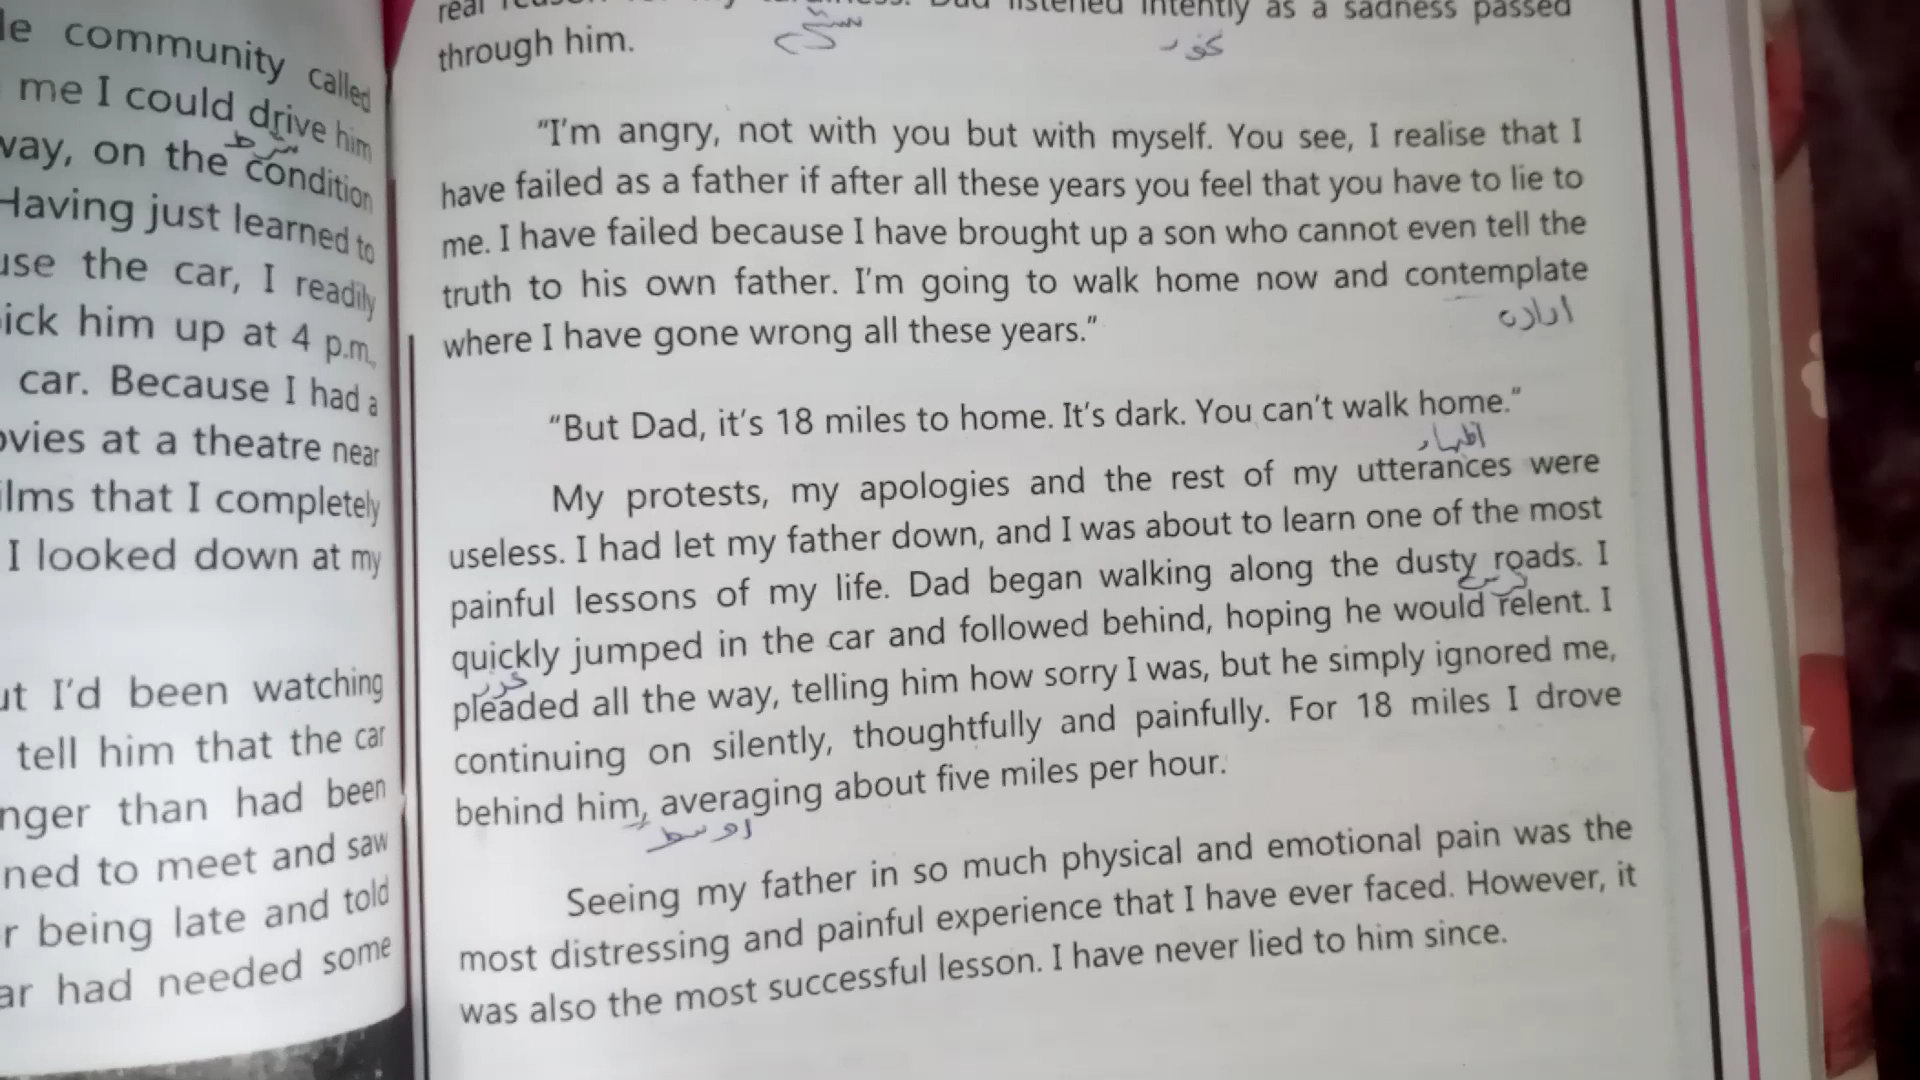 le community called
me I could drive him
شرط
way, on the condition
Having just learned to
use the car, I readily
ick him up at 4 p.m.,
car. Because I had a
ovies at a theatre near
ilms that I completely
I looked down at my
ut I'd been watching
tell him that the car
nger than had been
ned to meet and saw
r being late and told
ar had needed some
listened intently as a sadness passed
through him.
"I'm angry, not with you but with myself. You see, I realise that I
have failed as a father if after all these years you feel that you have to lie to
me. I have failed because I have brought up a son who cannot even tell the
truth to his own father. I'm going to walk home now and contemplate
ارادہ
where I have gone wrong all these years."
"But Dad, it's 18 miles to home. It's dark. You can't walk home."
اظہار
My protests, my apologies and the rest of my utterances were
useless. I had let my father down, and I was about to learn one of the most
painful lessons of my life. Dad began walking along the dusty roads. I
quickly jumped in the car and followed behind, hoping he would relent. I
pleaded all the way, telling him how sorry I was, but he simply ignored me,
continuing on silently, thoughtfully and painfully. For 18 miles I drove
behind him, averaging about five miles per hour.
اوسط
Seeing my father in so much physical and emotional pain was the
most distressing and painful experience that I have ever faced. However, it
was also the most successful lesson. I have never lied to him since.